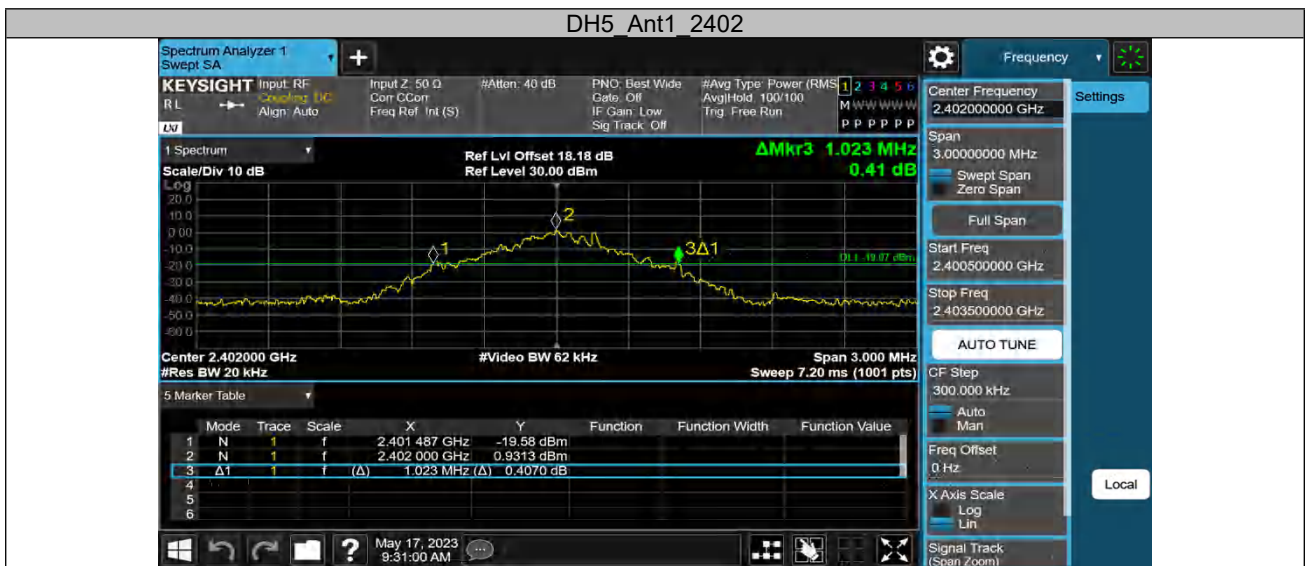 DH5_Ant1_2402
Spectrum Analyzer 1
Swept SA
+
Frequency
KEYSIGHT
RL
LXI
Input: RF
Coupling: DC
Align: Auto
Input Z: 50 Ω
Corr CCorr
Freq Ref: Int (S)
#Atten: 40 dB
PNO: Best Wide
Gate: Off
IF Gain: Low
Sig Track: Off
#Avg Type: Power (RMS
Avg|Hold: 100/100
Trig: Free Run
1 2 3 4 5 6
M W W W W W
P P P P P P
1 Spectrum
Scale/Div 10 dB
Ref Lvl Offset 18.18 dB
Ref Level 30.00 dBm
ΔMkr3 1.023 MHz
0.41 dB
Log
20.0
10.0
0.00
-10.0
-20.0
-30.0
-40.0
-50.0
-60.0
1
2
3Δ1
DL1 -19.07 dBm
Center 2.402000 GHz
#Video BW 62 kHz
Span 3.000 MHz
#Res BW 20 kHz
Sweep 7.20 ms (1001 pts)
5 Marker Table
Mode Trace Scale X Y Function Function Width Function Value
1 N 1 f 2.401 487 GHz -19.58 dBm
2 N 1 f 2.402 000 GHz 0.9313 dBm
3 Δ1 1 f (Δ) 1.023 MHz (Δ) 0.4070 dB
4
5
6
?
May 17, 2023
9:31:00 AM
Center Frequency
2.402000000 GHz
Settings
Span
3.00000000 MHz
Swept Span
Zero Span
Full Span
Start Freq
2.400500000 GHz
Stop Freq
2.403500000 GHz
AUTO TUNE
CF Step
300.000 kHz
Auto
Man
Freq Offset
0 Hz
X Axis Scale
Log
Lin
Local
Signal Track
(Span Zoom)